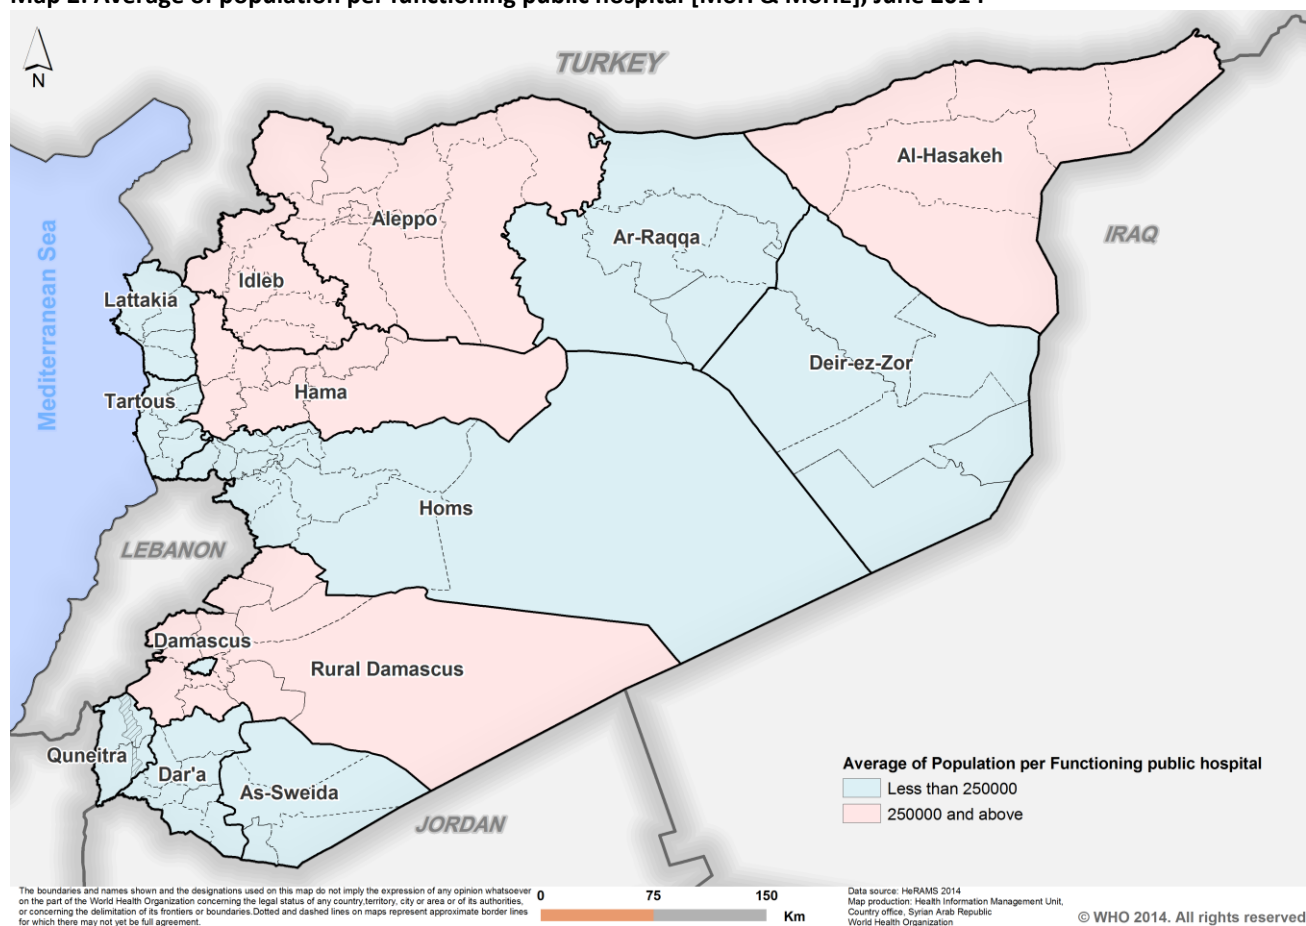 Map 2: Average of population per functioning public hospital [MoH & MoHE], June 2014
N
TURKEY
Al-Hasakeh
Aleppo
Ar-Raqqa
IRAQ
Mediterranean Sea
Idleb
Lattakia
Deir-ez-Zor
Hama
Tartous
Homs
LEBANON
Damascus
Rural Damascus
Quneitra
Dar'a
As-Sweida
JORDAN
Average of Population per Functioning public hospital
Less than 250000
250000 and above
The boundaries and names shown and the designations used on this map do not imply the expression of any opinion whatsoever
on the part of the World Health Organization concerning the legal status of any country,territory, city or area or of its authorities,
or concerning the delimitation of its frontiers or boundaries.Dotted and dashed lines on maps represent approximate border lines
for which there may not yet be full agreement.
0 75 150
Km
Data source: HeRAMS 2014
Map production: Health Information Management Unit,
Country office, Syrian Arab Republic
World Health Organization
© WHO 2014. All rights reserved